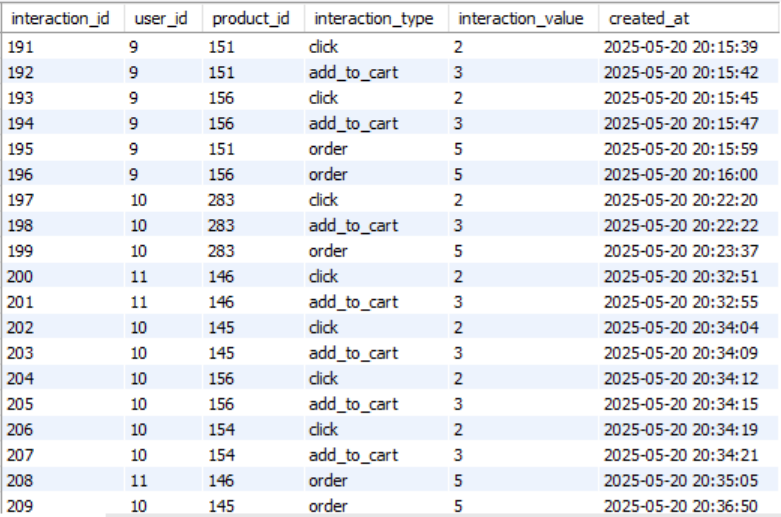 interaction_id user_id product_id interaction_type interaction_value created_at
191 9 151 click 2 2025-05-20 20:15:39
192 9 151 add_to_cart 3 2025-05-20 20:15:42
193 9 156 click 2 2025-05-20 20:15:45
194 9 156 add_to_cart 3 2025-05-20 20:15:47
195 9 151 order 5 2025-05-20 20:15:59
196 9 156 order 5 2025-05-20 20:16:00
197 10 283 click 2 2025-05-20 20:22:20
198 10 283 add_to_cart 3 2025-05-20 20:22:22
199 10 283 order 5 2025-05-20 20:23:37
200 11 146 click 2 2025-05-20 20:32:51
201 11 146 add_to_cart 3 2025-05-20 20:32:55
202 10 145 click 2 2025-05-20 20:34:04
203 10 145 add_to_cart 3 2025-05-20 20:34:09
204 10 156 click 2 2025-05-20 20:34:12
205 10 156 add_to_cart 3 2025-05-20 20:34:15
206 10 154 click 2 2025-05-20 20:34:19
207 10 154 add_to_cart 3 2025-05-20 20:34:21
208 11 146 order 5 2025-05-20 20:35:05
209 10 145 order 5 2025-05-20 20:36:50